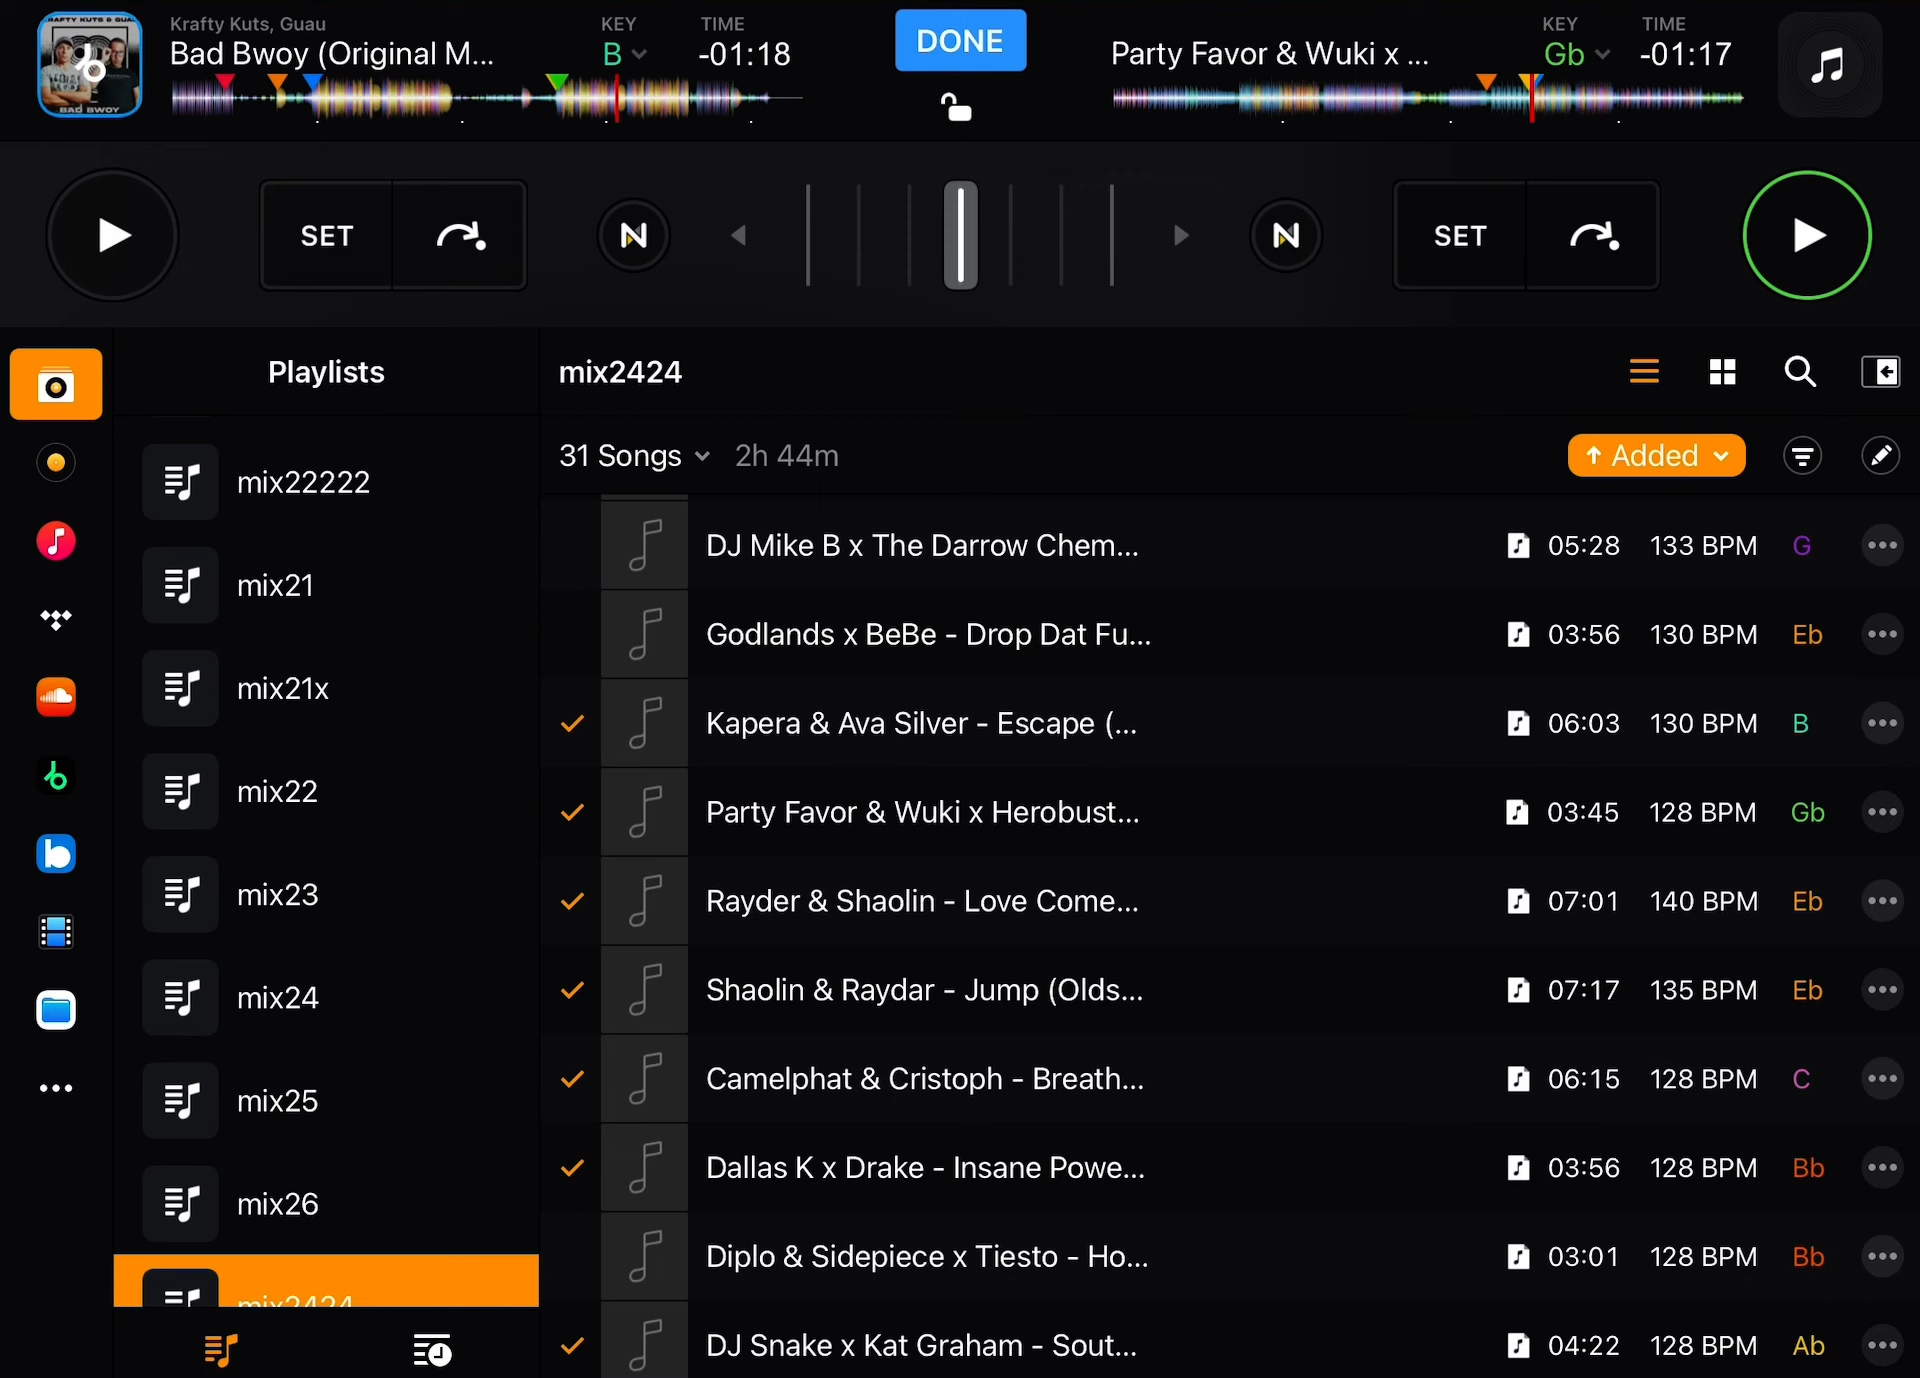 Krafty Kuts, Guau
Bad Bwoy (Original M...
KEY
B
TIME
-01:18
DONE
Party Favor & Wuki x ...
KEY
Gb
TIME
-01:17
SET
SET
Playlists
mix2424
31 Songs 2h 44m
Added
mix22222
mix21
mix21x
mix22
mix23
mix24
mix25
mix26
mix2424
DJ Mike B x The Darrow Chem... 05:28 133 BPM G
Godlands x BeBe - Drop Dat Fu... 03:56 130 BPM Eb
Kapera & Ava Silver - Escape (... 06:03 130 BPM B
Party Favor & Wuki x Herobust... 03:45 128 BPM Gb
Rayder & Shaolin - Love Come... 07:01 140 BPM Eb
Shaolin & Raydar - Jump (Olds... 07:17 135 BPM Eb
Camelphat & Cristoph - Breath... 06:15 128 BPM C
Dallas K x Drake - Insane Powe... 03:56 128 BPM Bb
Diplo & Sidepiece x Tiesto - Ho... 03:01 128 BPM Bb
DJ Snake x Kat Graham - Sout... 04:22 128 BPM Ab